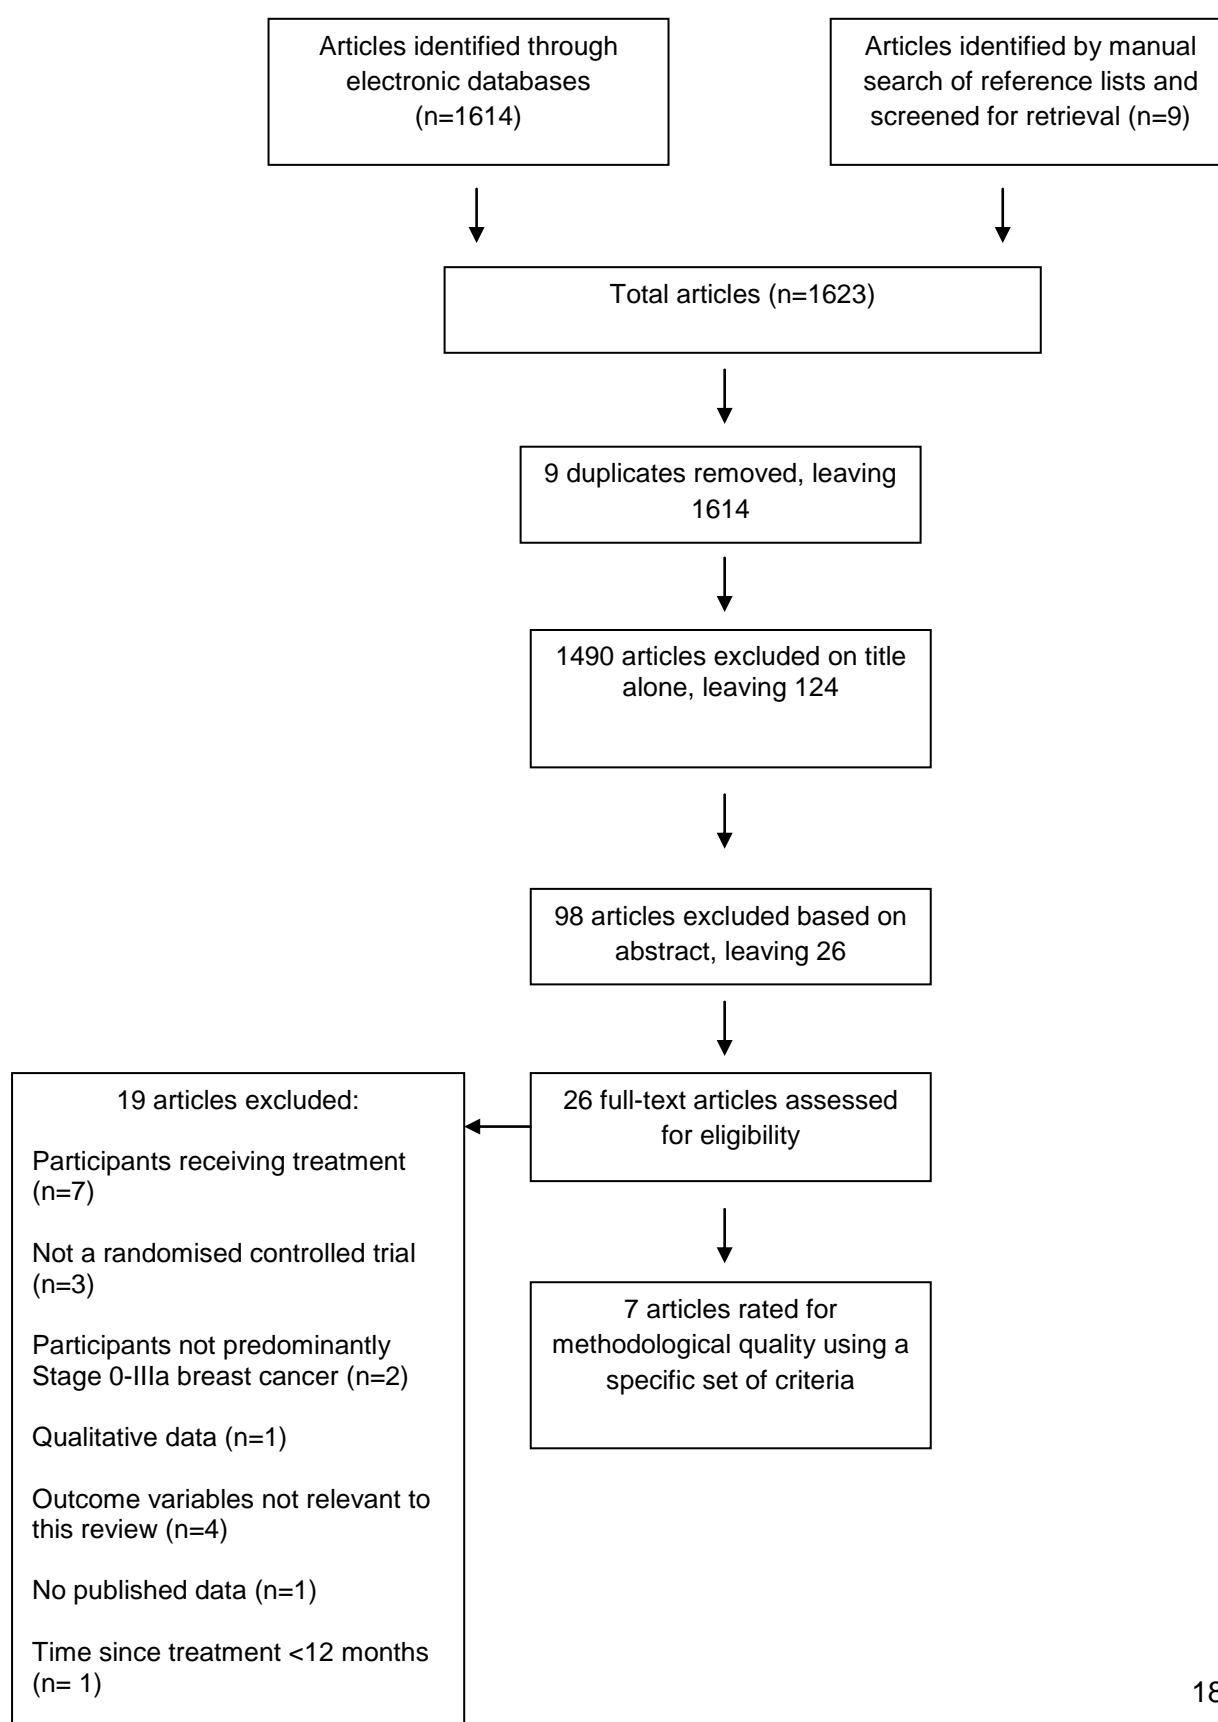 Articles identified through
electronic databases
(n=1614)
Articles identified by manual
search of reference lists and
screened for retrieval (n=9)
Total articles (n=1623)
9 duplicates removed, leaving
1614
1490 articles excluded on title
alone, leaving 124
98 articles excluded based on
abstract, leaving 26
26 full-text articles assessed
for eligibility
19 articles excluded:
Participants receiving treatment
(n=7)
Not a randomised controlled trial
(n=3)
Participants not predominantly
Stage 0-IIIa breast cancer (n=2)
Qualitative data (n=1)
Outcome variables not relevant to
this review (n=4)
No published data (n=1)
Time since treatment <12 months
(n= 1)
7 articles rated for
methodological quality using a
specific set of criteria
18